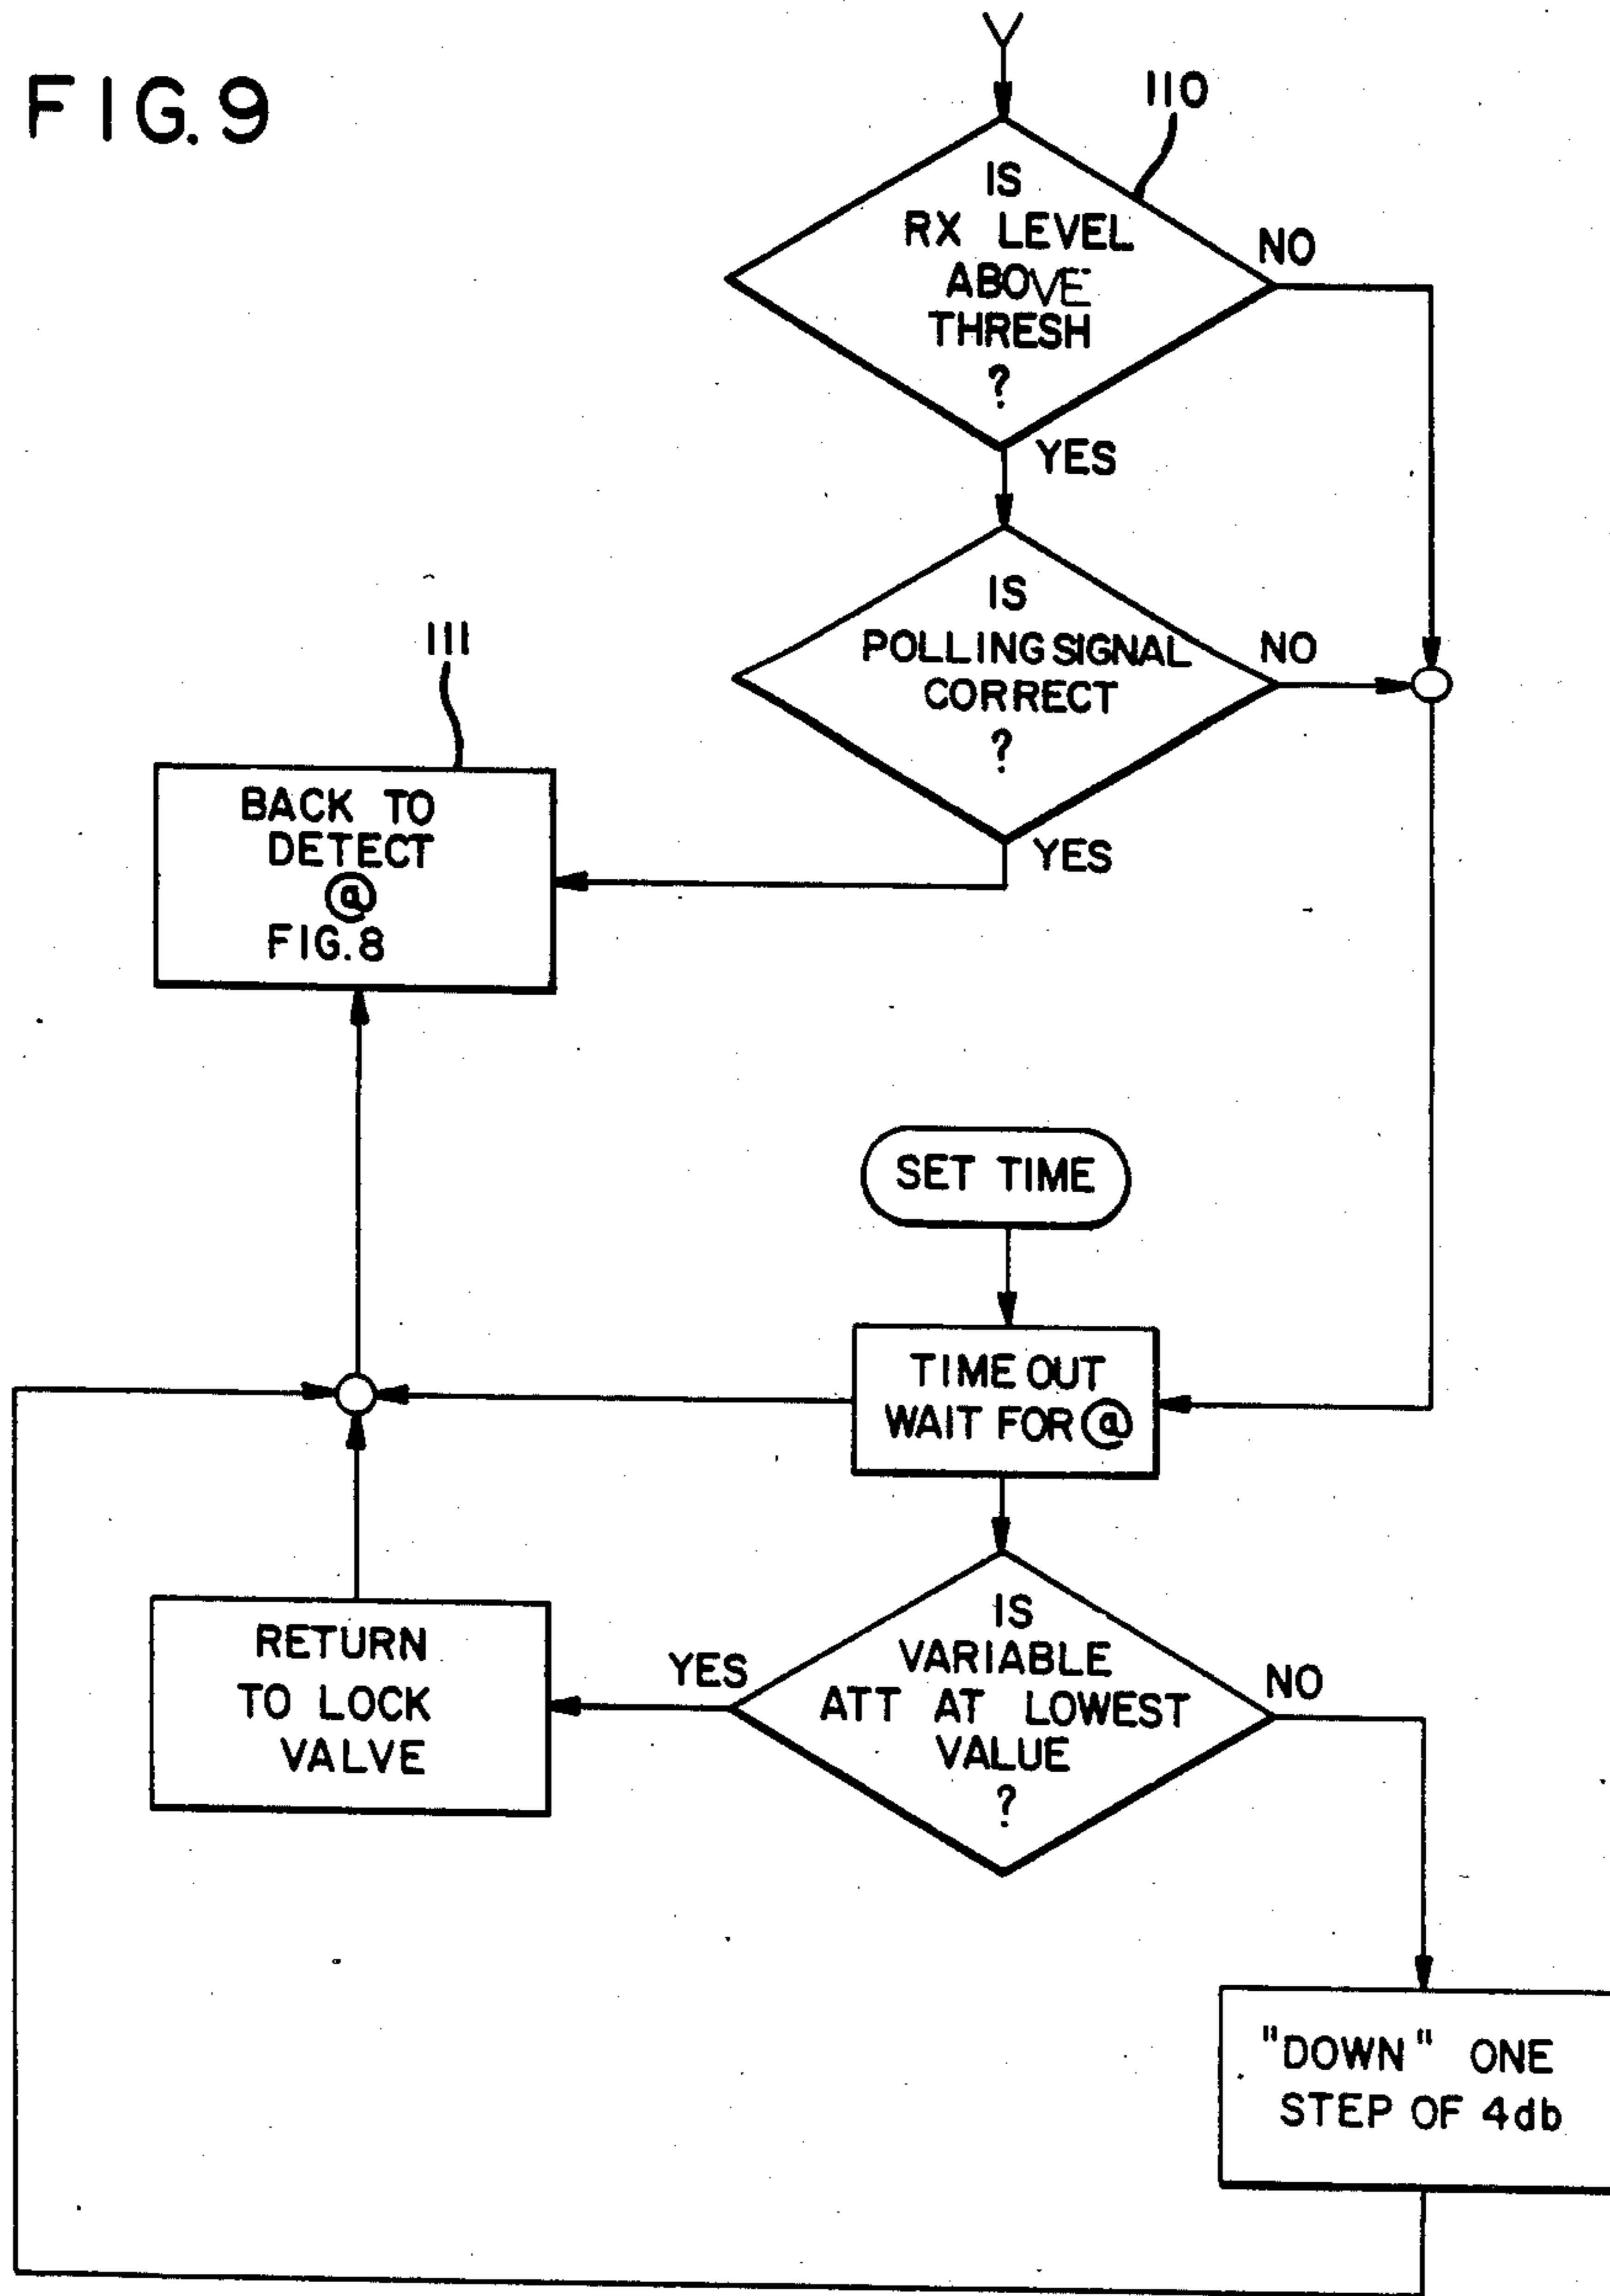 FIG. 9
Y
110
IS
RX LEVEL
ABOVE
THRESH
?
NO
YES
IS
POLLING SIGNAL
CORRECT
?
NO
YES
111
BACK TO
DETECT
@
FIG. 8
SET TIME
TIME OUT
WAIT FOR @
IS
VARIABLE
ATT AT LOWEST
VALUE
?
YES
NO
RETURN
TO LOCK
VALVE
"DOWN" ONE
STEP OF 4db